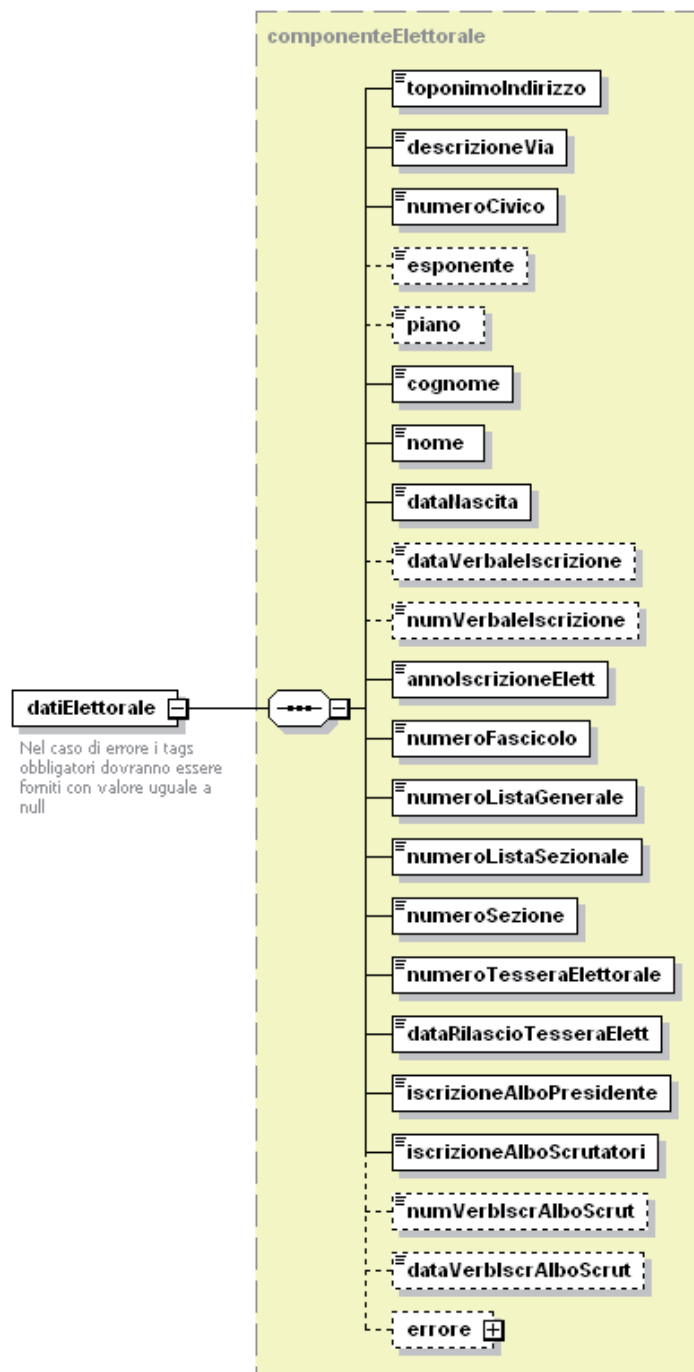 componenteElettorale
toponimoIndirizzo
descrizioneVia
numeroCivico
esponente
piano
cognome
nome
dataNascita
dataVerbaleIscrizione
numVerbaleIscrizione
annoIscrizioneElett
numeroFascicolo
numeroListaGenerale
numeroListaSezionale
numeroSezione
numeroTesseraElettorale
dataRilascioTesseraElett
iscrizioneAlboPresidente
iscrizioneAlboScrutatori
numVerbIscrAlboScrut
dataVerbIscrAlboScrut
errore
datiElettorale
Nel caso di errore i tags
obbligatori dovranno essere
forniti con valore uguale a
null